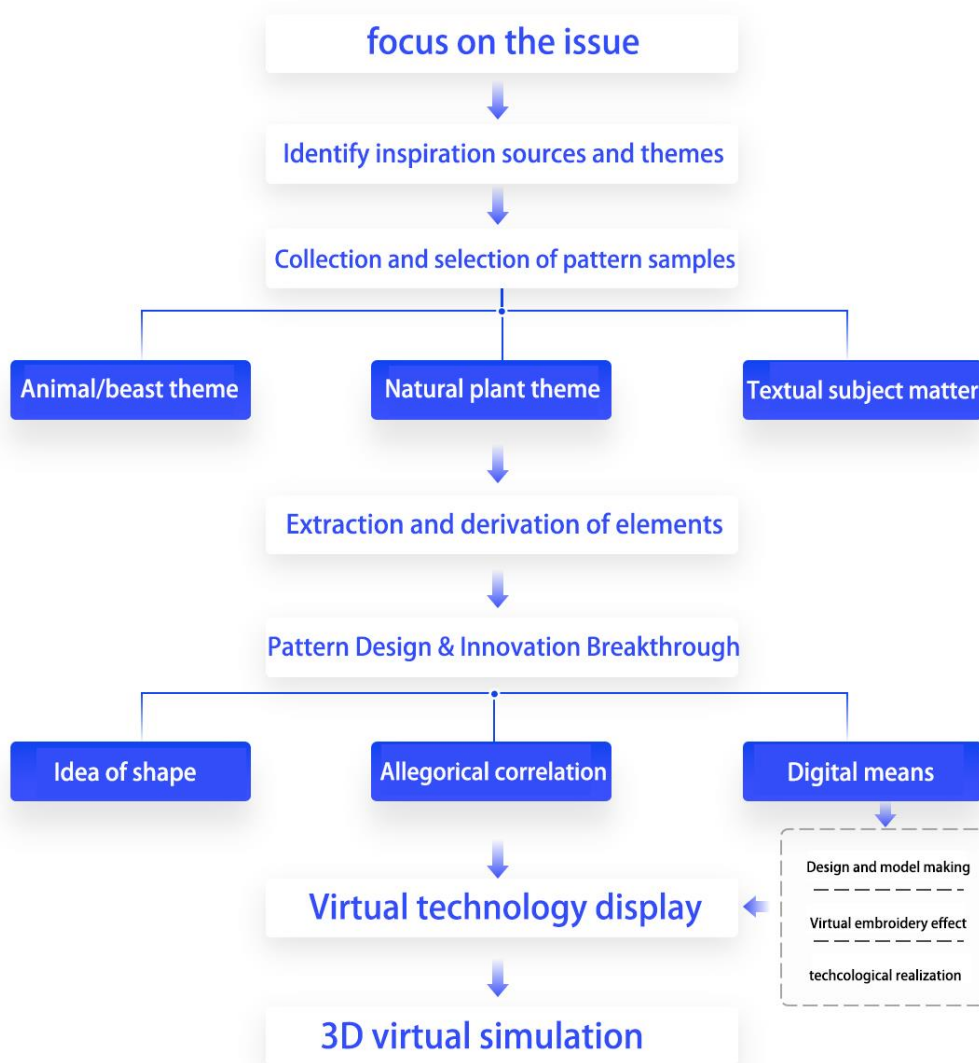 focus on the issue
Identify inspiration sources and themes
Collection and selection of pattern samples
Animal/beast theme
Natural plant theme
Textual subject matter
Extraction and derivation of elements
Pattern Design & Innovation Breakthrough
Idea of shape
Allegorical correlation
Digital means
Design and model making
Virtual embroidery effect
techcological realization
Virtual technology display
3D virtual simulation